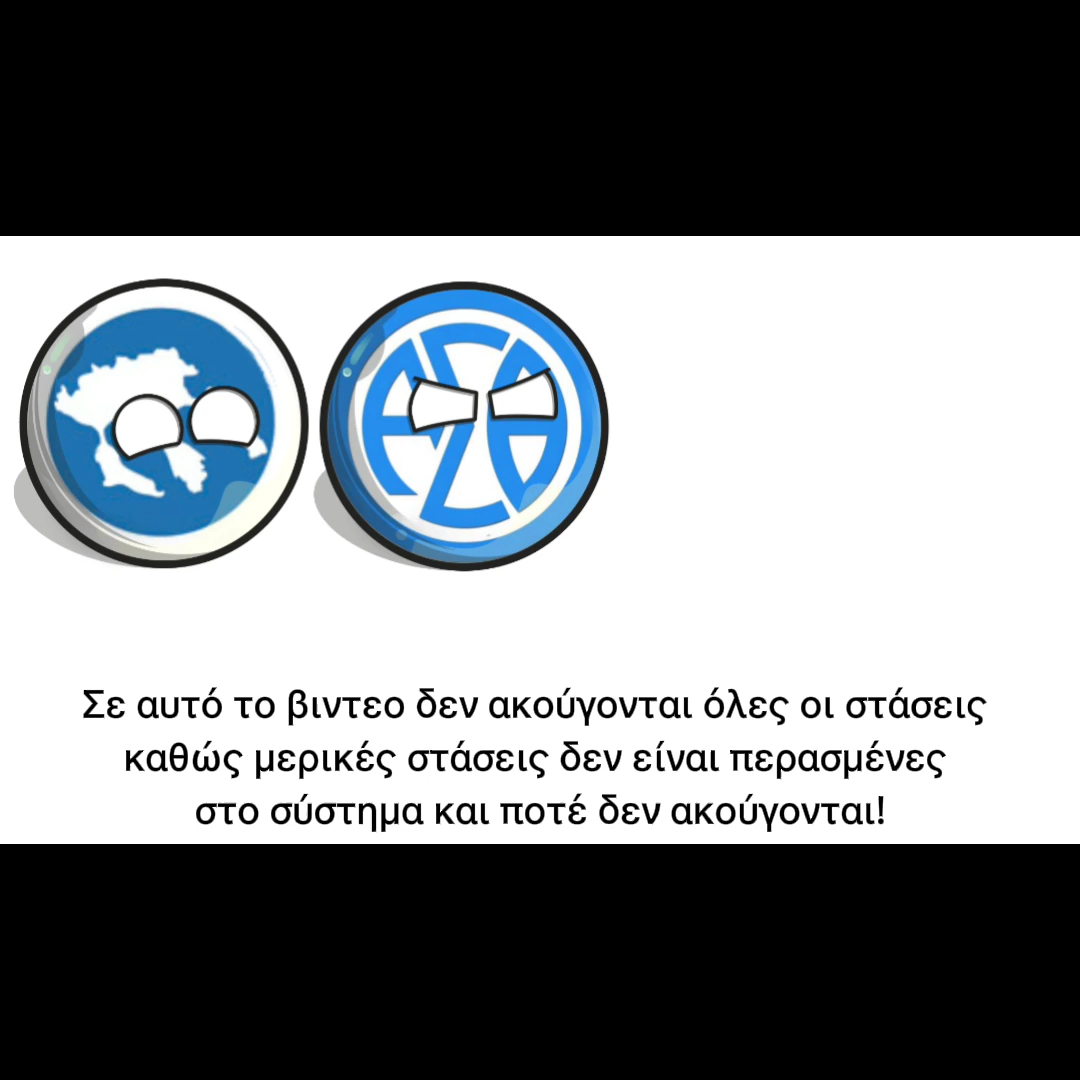 Σε αυτό το βιντεο δεν ακούγονται όλες οι στάσεις
καθώς μερικές στάσεις δεν είναι περασμένες
στο σύστημα και ποτέ δεν ακούγονται!